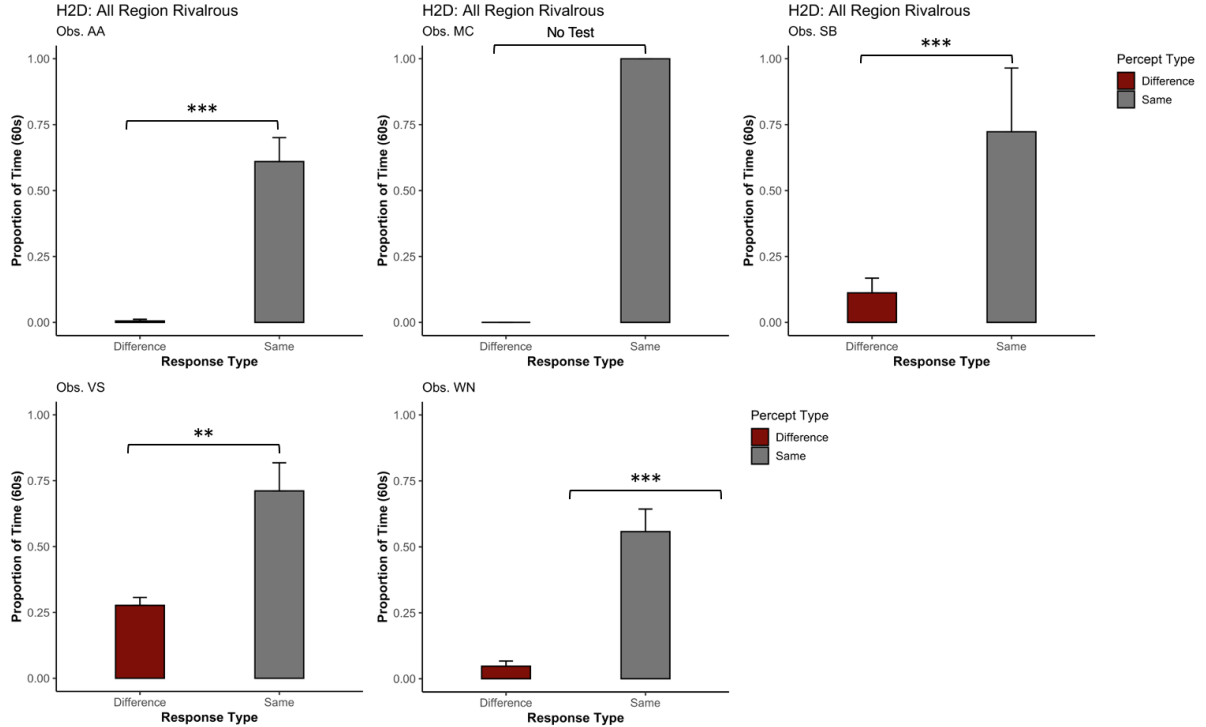 H2D: All Region Rivalrous
Obs. AA
***
1.00
0.75
0.50
0.25
0.00
Proportion of Time (60s)
Difference
Same
Response Type
H2D: All Region Rivalrous
Obs. MC
No Test
1.00
0.75
0.50
0.25
0.00
Proportion of Time (60s)
Difference
Same
Response Type
H2D: All Region Rivalrous
Obs. SB
***
1.00
0.75
0.50
0.25
0.00
Proportion of Time (60s)
Difference
Same
Response Type
Percept Type
Difference
Same
Obs. VS
**
1.00
0.75
0.50
0.25
0.00
Proportion of Time (60s)
Difference
Same
Response Type
Obs. WN
***
1.00
0.75
0.50
0.25
0.00
Proportion of Time (60s)
Difference
Same
Response Type
Percept Type
Difference
Same